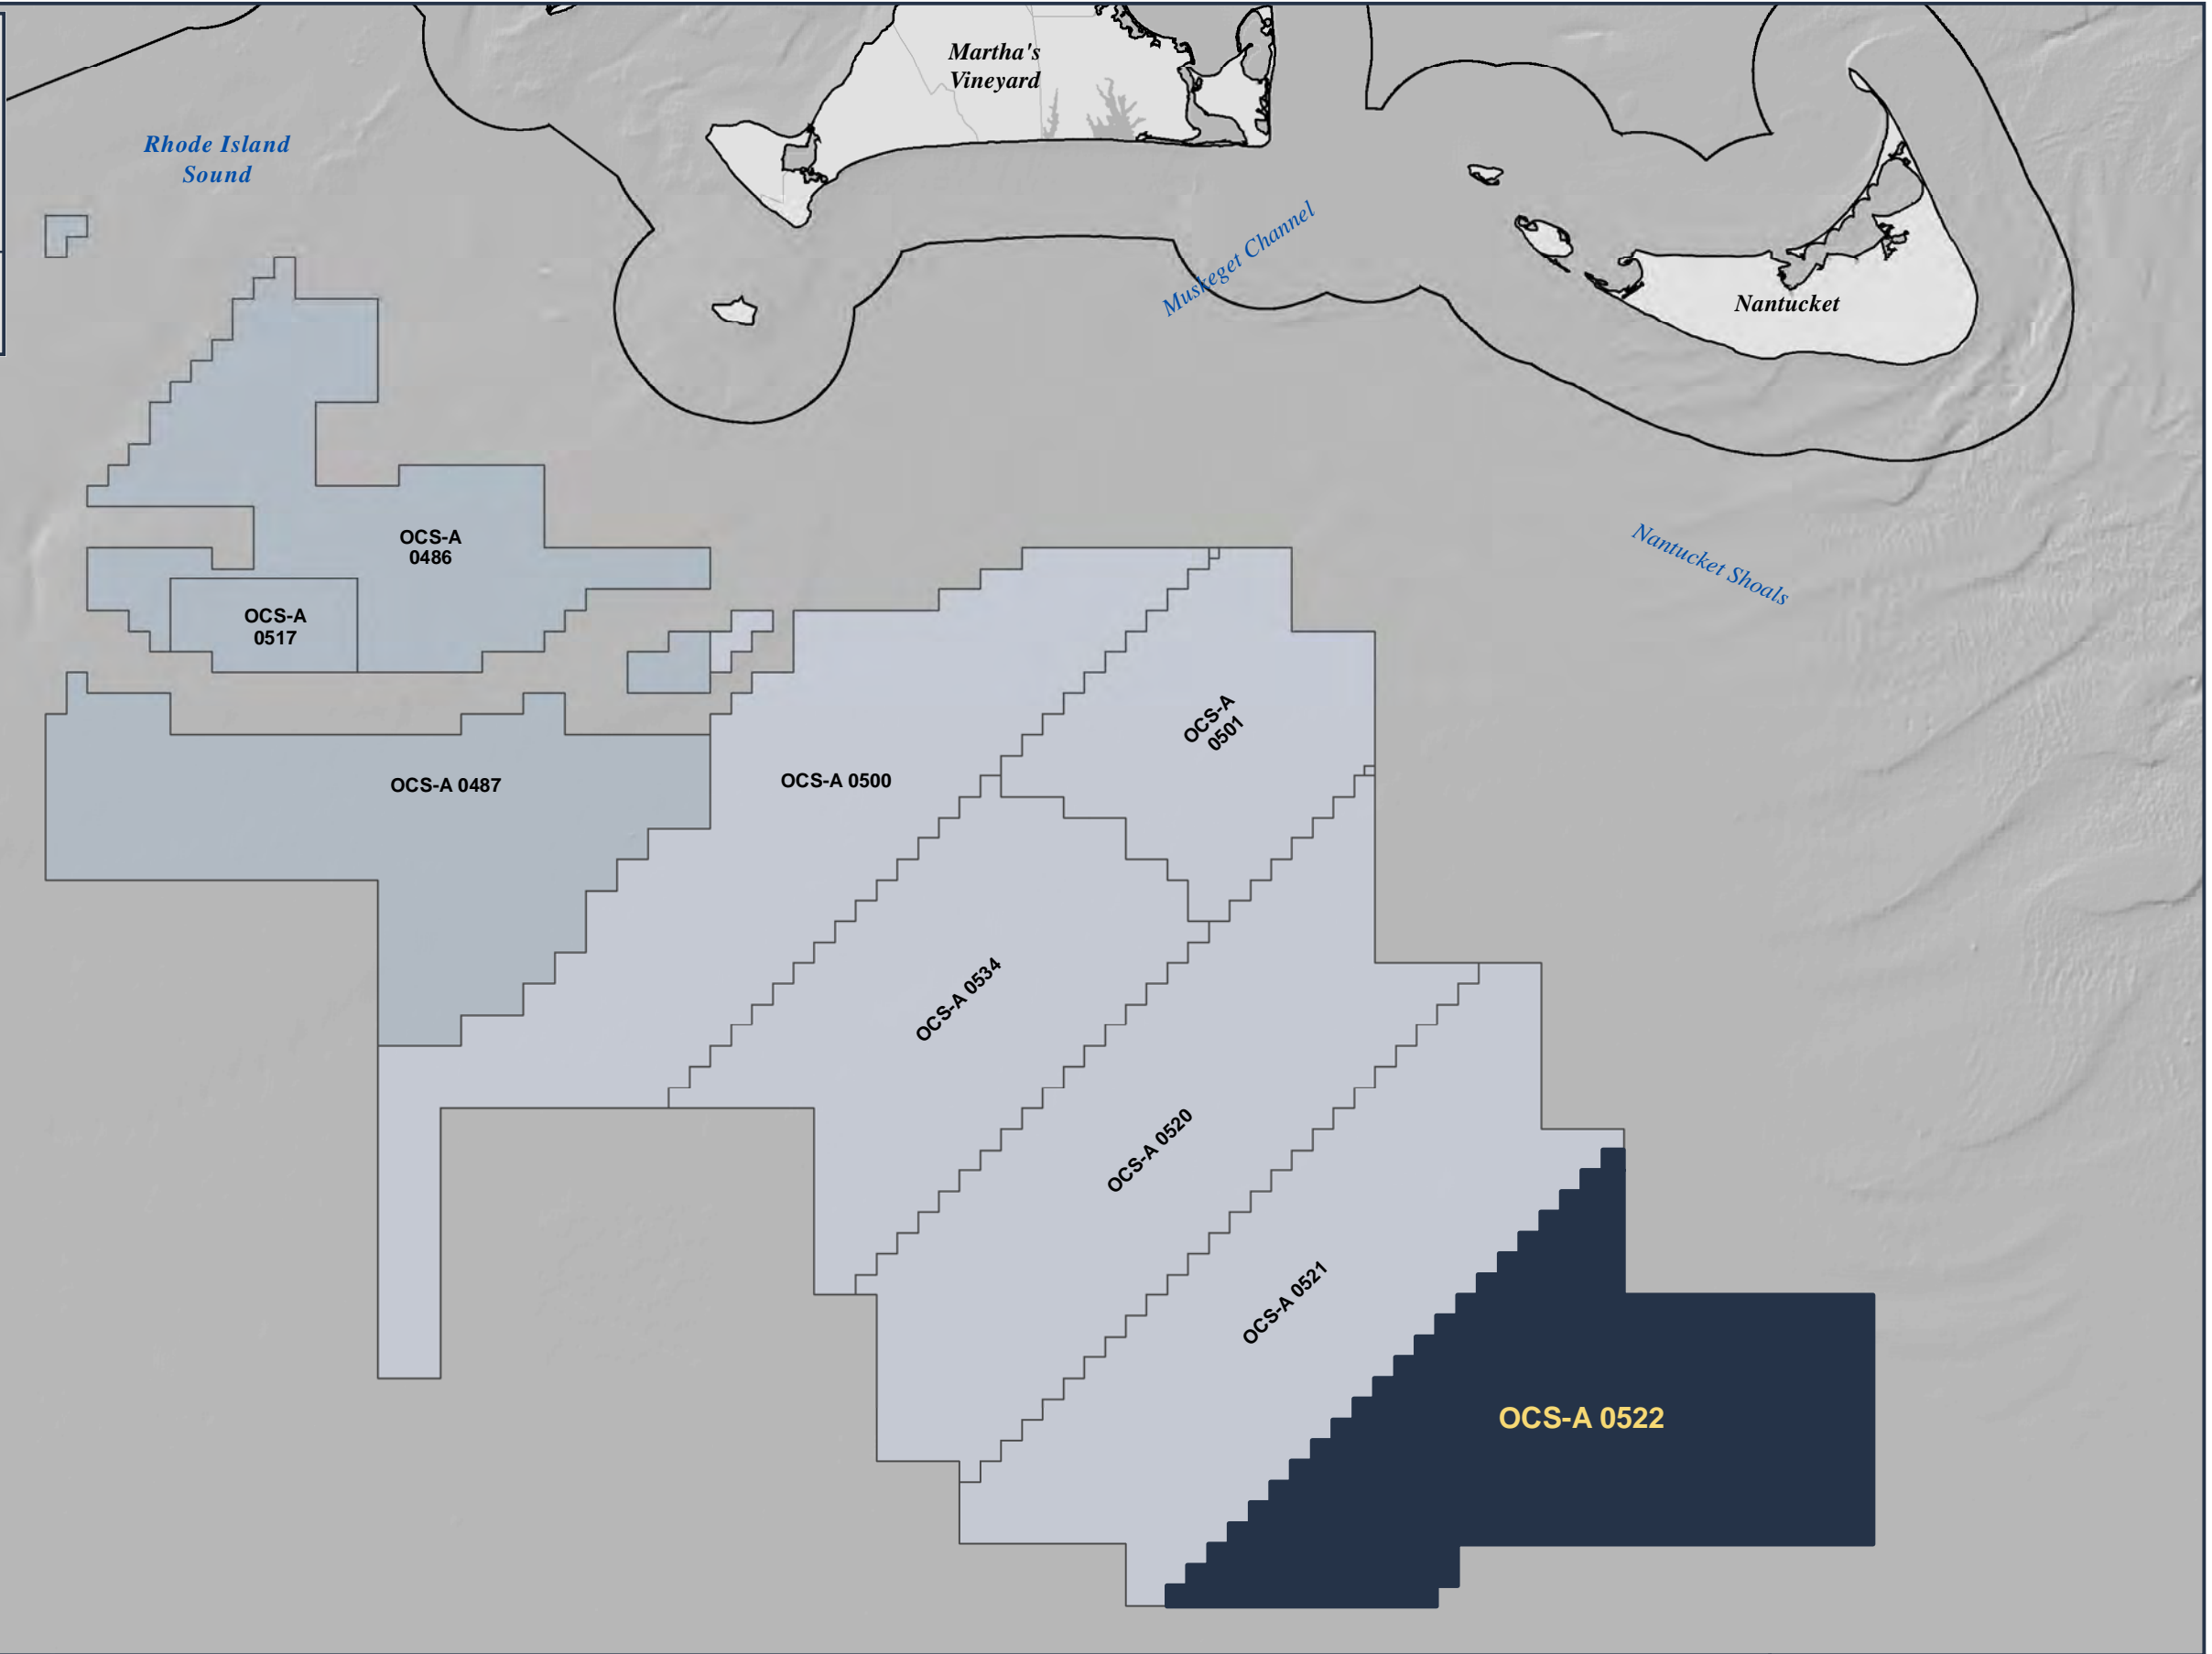 Martha's
Vineyard
Rhode Island
Sound
Muskeget Channel
Nantucket
Nantucket Shoals
OCS-A
0486
OCS-A
0517
OCS-A
0501
OCS-A 0487
OCS-A 0500
OCS-A 0534
OCS-A 0520
OCS-A 0521
OCS-A 0522